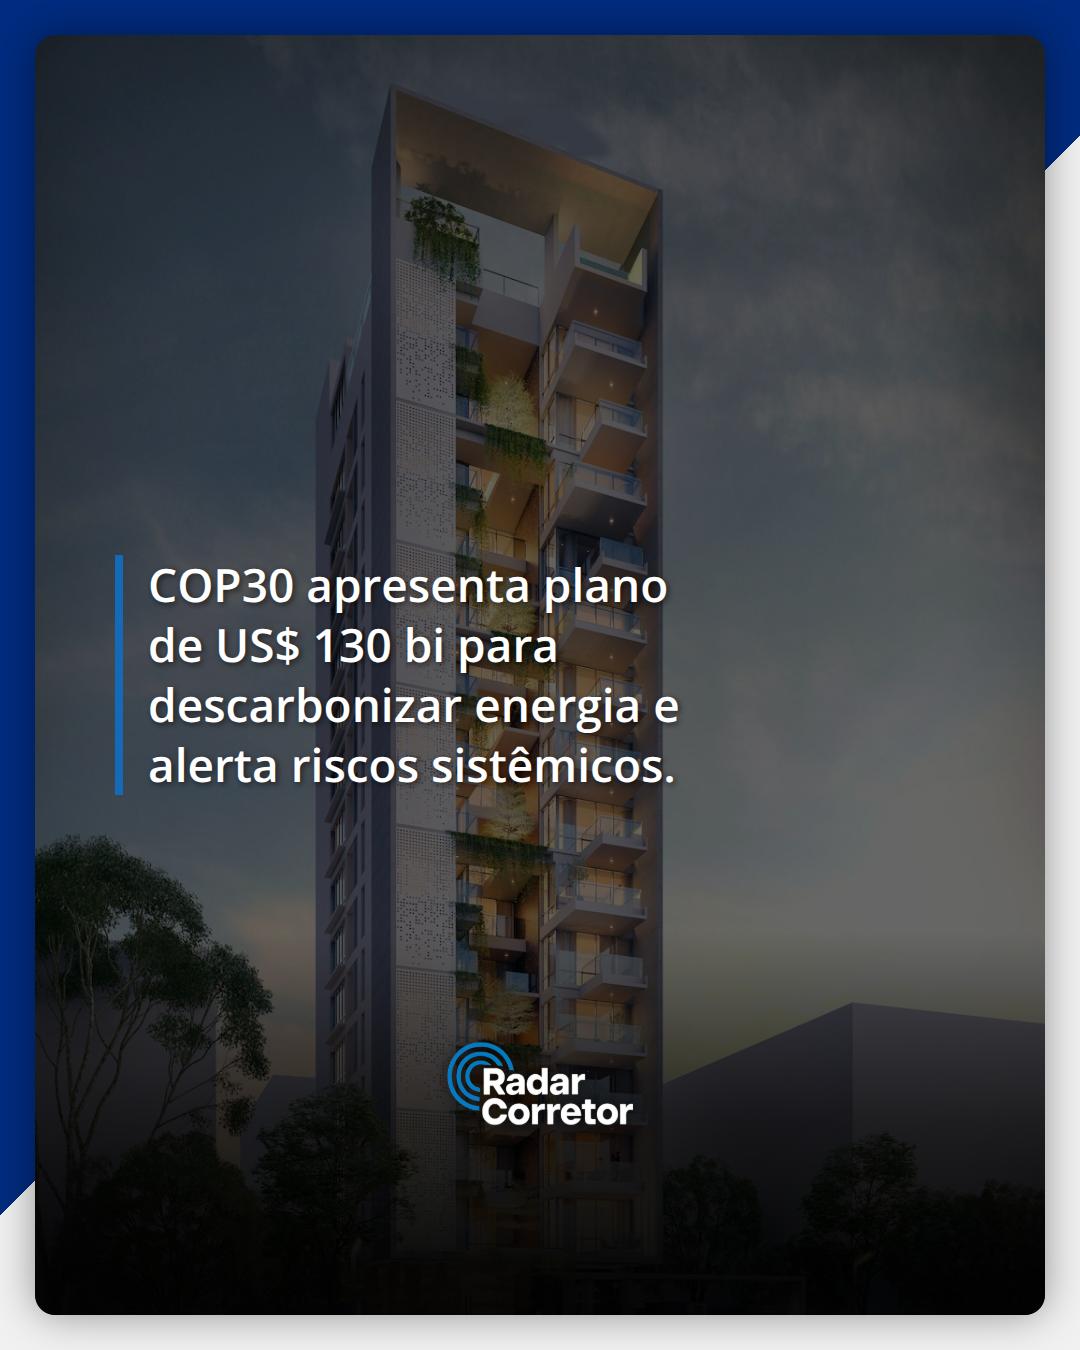 COP30 apresenta plano
de US$ 130 bi para
descarbonizar energia e
alerta riscos sistêmicos.
Radar
Corretor